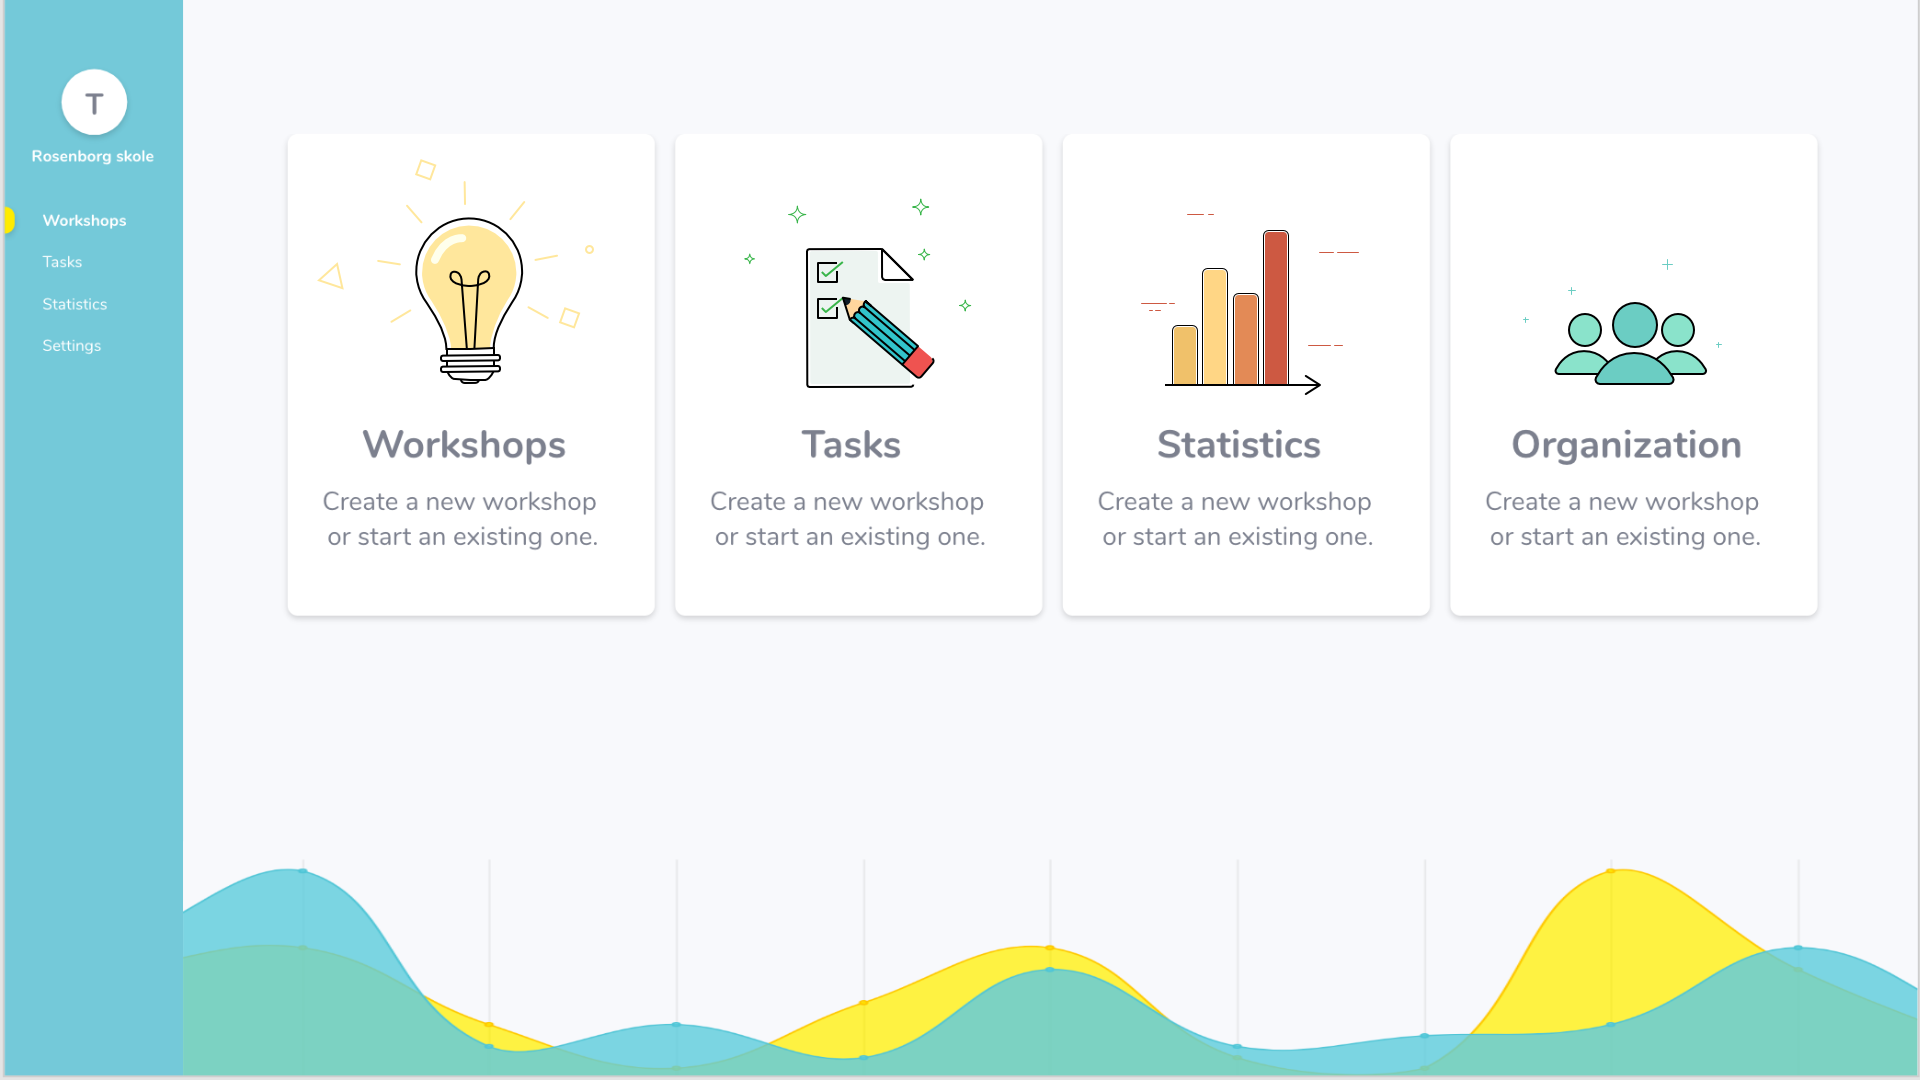 T
Rosenborg skole
Workshops
Tasks
Statistics
Settings
Workshops
Create a new workshop
or start an existing one.
Tasks
Create a new workshop
or start an existing one.
Statistics
Create a new workshop
or start an existing one.
Organization
Create a new workshop
or start an existing one.